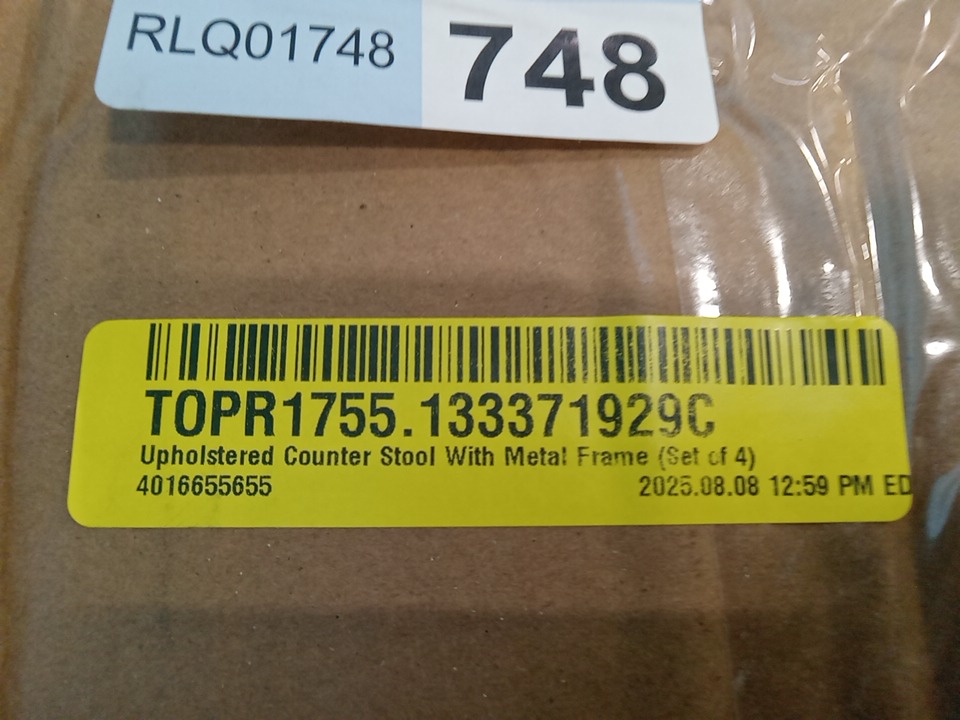 RLQ01748 748
TOPR1755.133371929C
Upholstered Counter Stool With Metal Frame (Set of 4)
4016655655 2025.08.08 12:59 PM ED